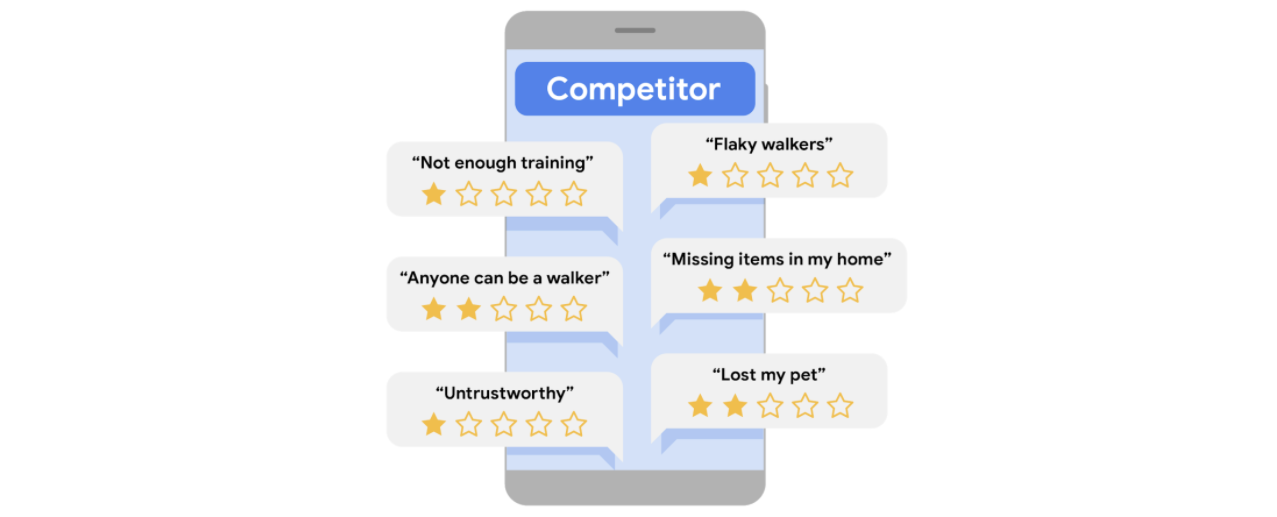 Competitor
“Not enough training”
“Flaky walkers”
“Anyone can be a walker”
“Missing items in my home”
“Untrustworthy”
“Lost my pet”